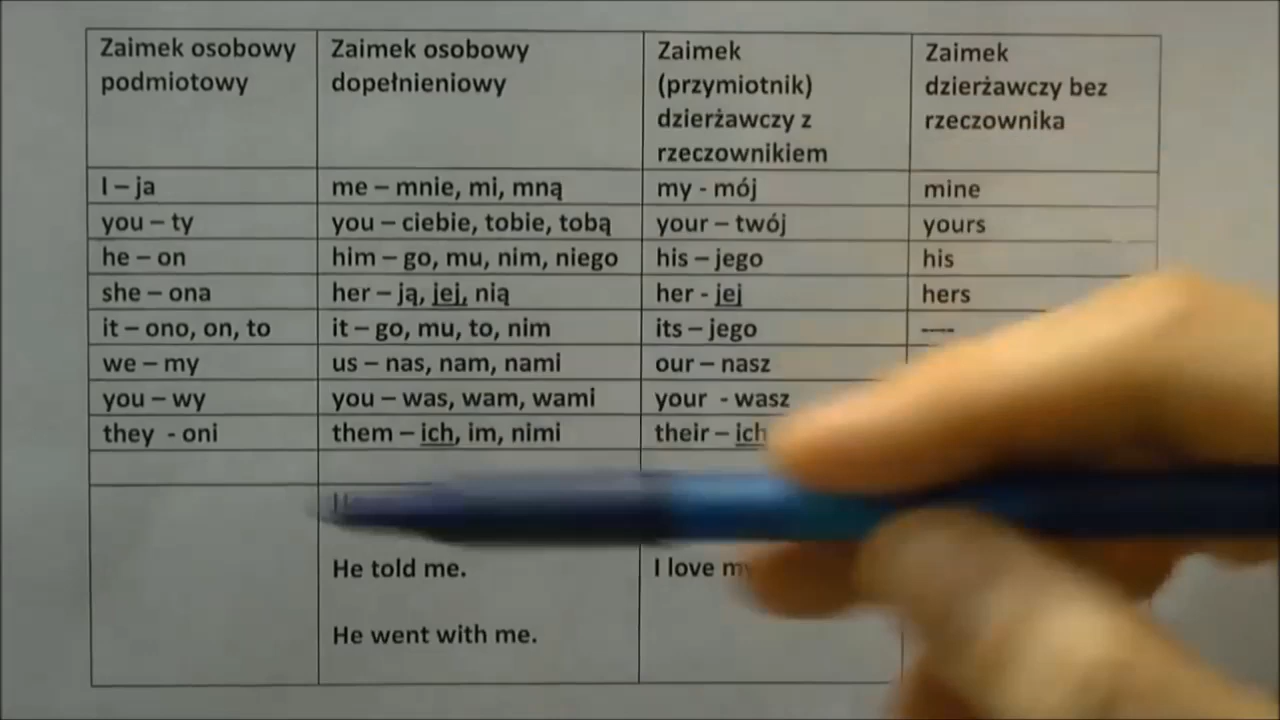 Zaimek osobowy
podmiotowy
Zaimek osobowy
dopełnieniowy
Zaimek
(przymiotnik)
dzierżawczy z
rzeczownikiem
Zaimek
dzierżawczy bez
rzeczownika
I – ja
me – mnie, mi, mną
my - mój
mine
you – ty
you – ciebie, tobie, tobą
your – twój
yours
he – on
him – go, mu, nim, niego
his – jego
his
she – ona
her – ją, jej, nią
her - jej
hers
it – ono, on, to
it – go, mu, to, nim
its – jego
----
we – my
us – nas, nam, nami
our – nasz
you – wy
you – was, wam, wami
your - wasz
they - oni
them – ich, im, nimi
their – ich
He told me.
I love
He went with me.